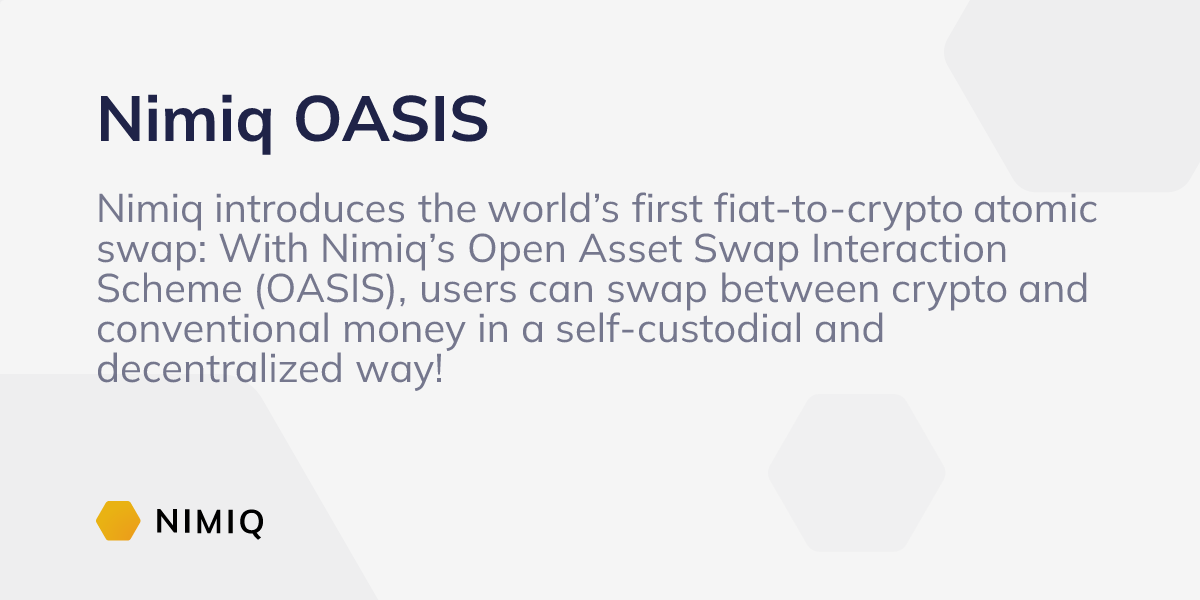 Nimiq OASIS
Nimiq introduces the world’s first fiat-to-crypto atomic
swap: With Nimiq’s Open Asset Swap Interaction
Scheme (OASIS), users can swap between crypto and
conventional money in a self-custodial and
decentralized way!
NIMIQ